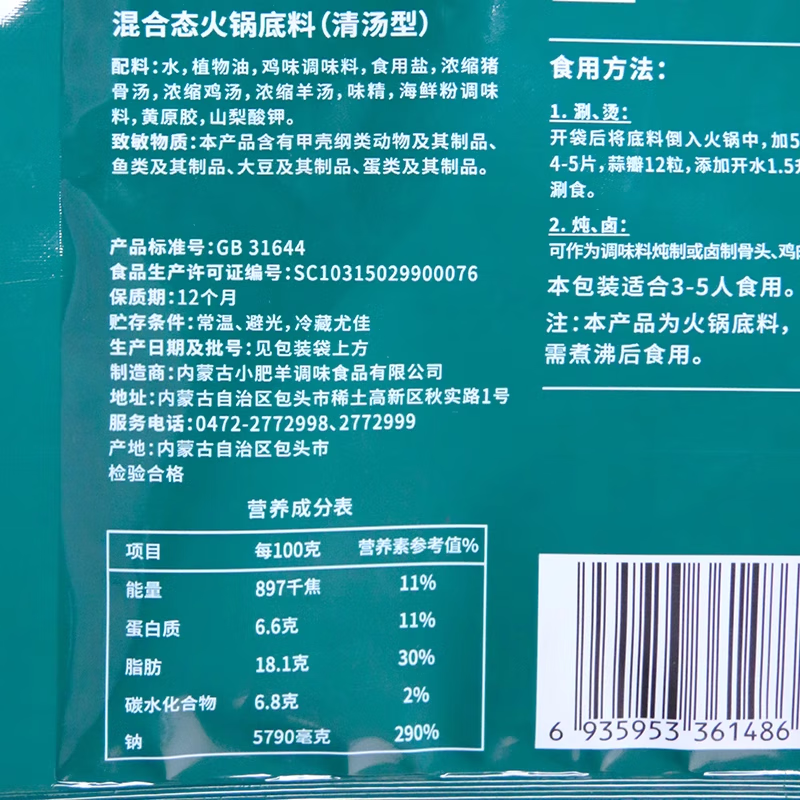 混合态火锅底料(清汤型)
配料:水,植物油,鸡味调味料,食用盐,浓缩猪
骨汤,浓缩鸡汤,浓缩羊汤,味精,海鲜粉调味
料,黄原胶,山梨酸钾。
致敏物质:本产品含有甲壳纲类动物及其制品、
鱼类及其制品、大豆及其制品、蛋类及其制品。
产品标准号:GB 31644
食品生产许可证编号:SC10315029900076
保质期:12个月
贮存条件:常温、避光,冷藏尤佳
生产日期及批号:见包装袋上方
制造商:内蒙古小肥羊调味食品有限公司
地址:内蒙古自治区包头市稀土高新区秋实路1号
服务电话:0472-2772998、2772999
产地:内蒙古自治区包头市
检验合格
营养成分表
项目 每100克 营养素参考值%
能量 897千焦 11%
蛋白质 6.6克 11%
脂肪 18.1克 30%
碳水化合物 6.8克 2%
钠 5790毫克 290%
食用方法:
1. 涮、烫:
开袋后将底料倒入火锅中,加5
4-5片,蒜瓣12粒,添加开水1.5升
涮食。
2. 炖、卤:
可作为调味料炖制或卤制骨头、鸡
本包装适合3-5人食用。
注:本产品为火锅底料,
需煮沸后食用。
6 935953 361486